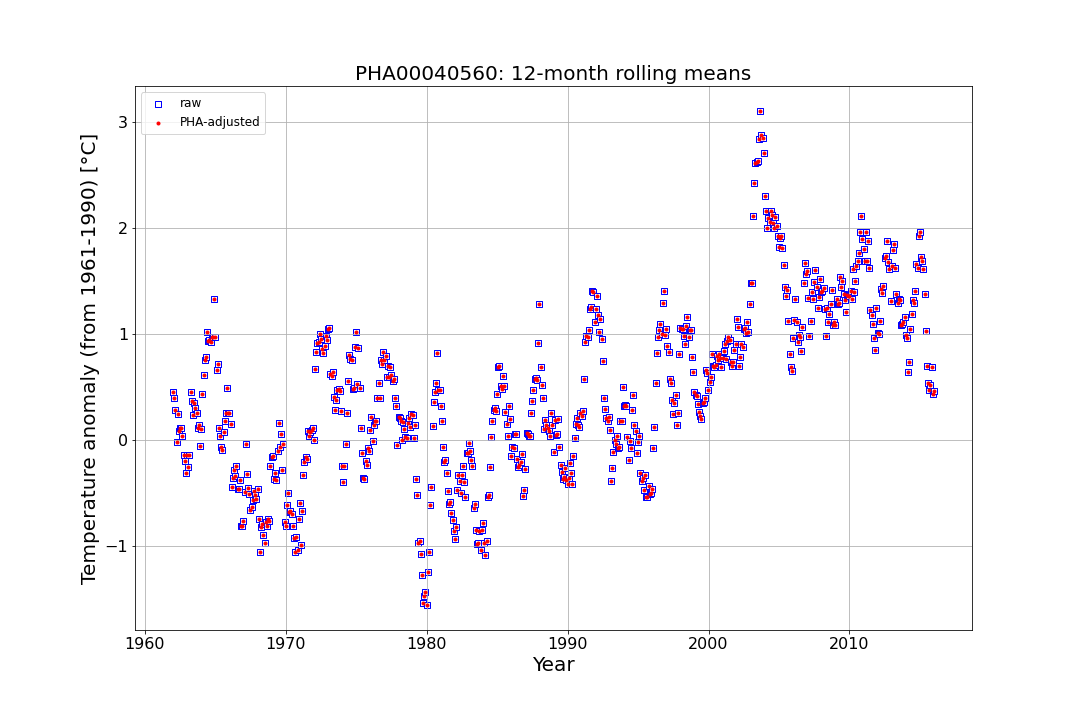 PHA00040560: 12-month rolling means
raw
PHA-adjusted
Temperature anomaly (from 1961-1990) [°C]
3
2
1
0
−1
1960 1970 1980 1990 2000 2010
Year